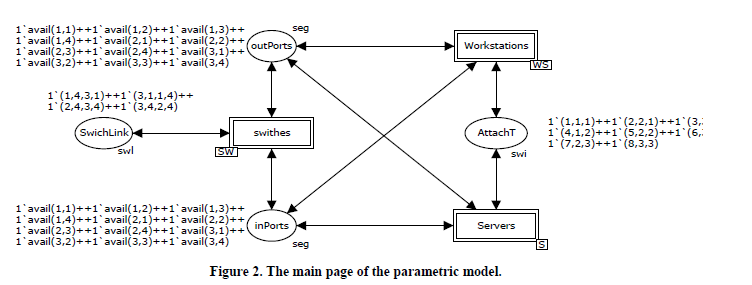 1`avail(1,1)++1`avail(1,2)++1`avail(1,3)++
1`avail(1,4)++1`avail(2,1)++1`avail(2,2)++
1`avail(2,3)++1`avail(2,4)++1`avail(3,1)++
1`avail(3,2)++1`avail(3,3)++1`avail(3,4)
seg
outPorts
Workstations
WS
1`(1,4,3,1)++1`(3,1,1,4)++
1`(2,4,3,4)++1`(3,4,2,4)
SwichLink
swl
swithes
SW
AttachT
swi
1`(1,1,1)++1`(2,2,1)++1`(3,
1`(4,1,2)++1`(5,2,2)++1`(6,
1`(7,2,3)++1`(8,3,3)
1`avail(1,1)++1`avail(1,2)++1`avail(1,3)++
1`avail(1,4)++1`avail(2,1)++1`avail(2,2)++
1`avail(2,3)++1`avail(2,4)++1`avail(3,1)++
1`avail(3,2)++1`avail(3,3)++1`avail(3,4)
inPorts
seg
Servers
S
Figure 2. The main page of the parametric model.